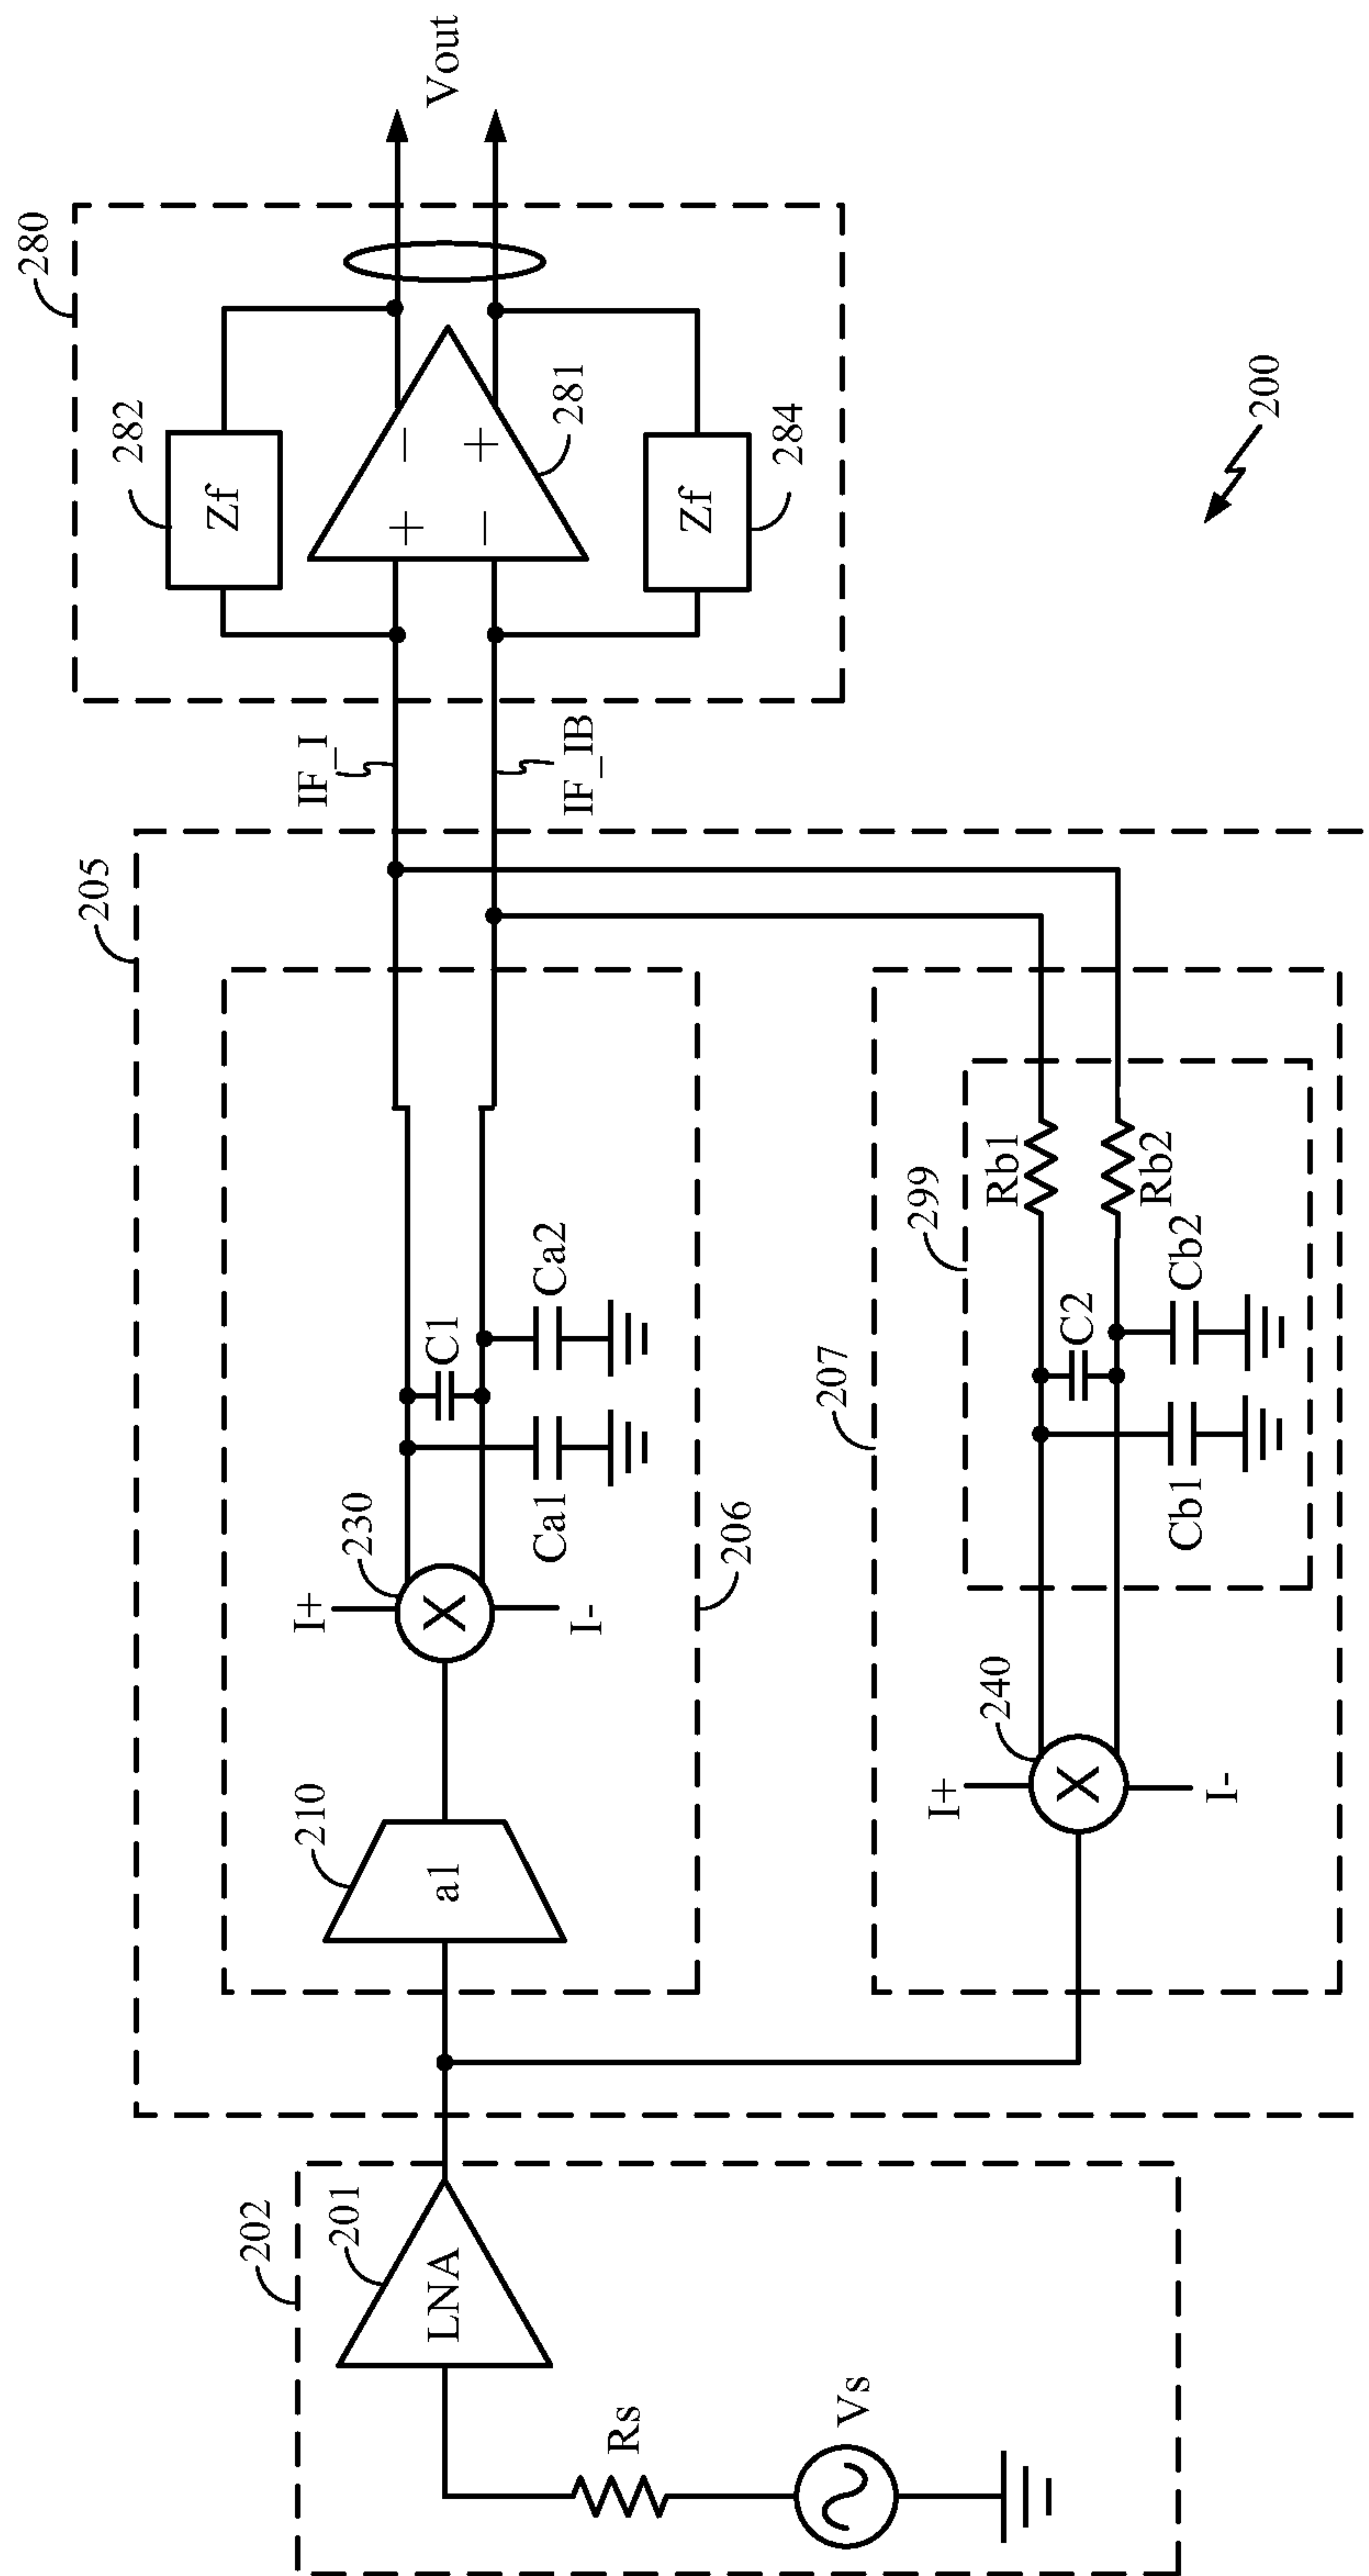 202
201
LNA
Rs
Vs
205
210
a1
I+
230
X
I-
C1
Ca1
Ca2
206
207
240
I+
X
I-
299
C2
Cb1
Cb2
Rb1
Rb2
IF_I
IF_IB
280
282
Zf
+
−
−
+
281
Zf
284
Vout
200